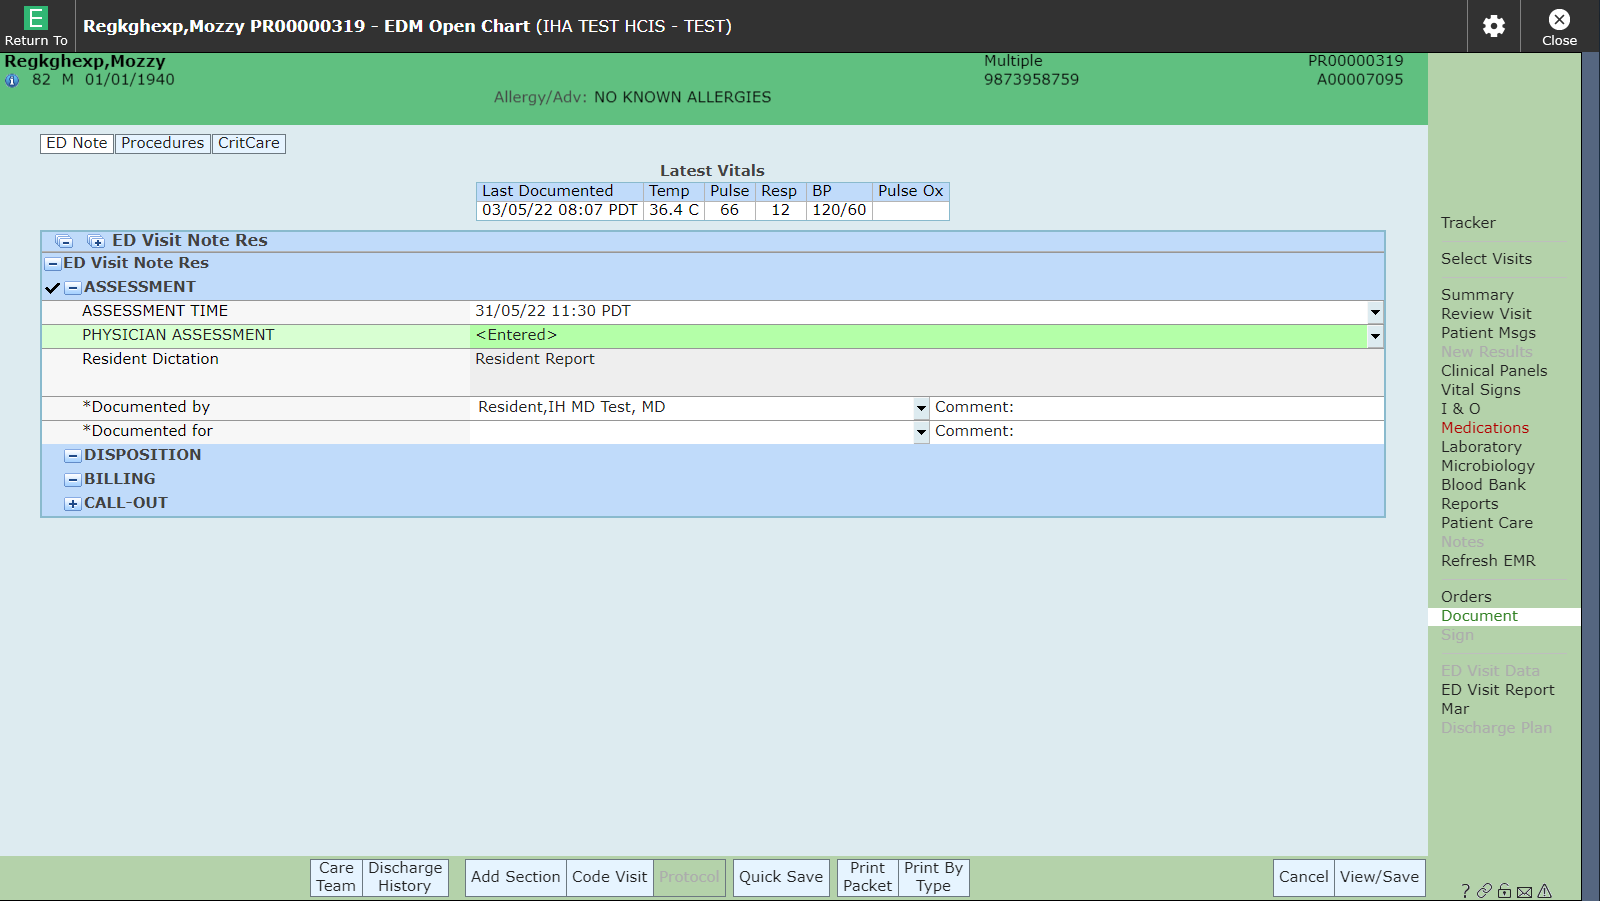 E
Return To
Regkghexp,Mozzy PR00000319 - EDM Open Chart (IHA TEST HCIS - TEST)
Close
Regkghexp,Mozzy
82 M 01/01/1940
Multiple
9873958759
PR00000319
A00007095
Allergy/Adv: NO KNOWN ALLERGIES
ED Note Procedures CritCare
Latest Vitals
Last Documented Temp Pulse Resp BP Pulse Ox
03/05/22 08:07 PDT 36.4 C 66 12 120/60
ED Visit Note Res
ED Visit Note Res
ASSESSMENT
ASSESSMENT TIME 31/05/22 11:30 PDT
PHYSICIAN ASSESSMENT <Entered>
Resident Dictation Resident Report
*Documented by Resident,IH MD Test, MD Comment:
*Documented for Comment:
DISPOSITION
BILLING
CALL-OUT
Tracker
Select Visits
Summary
Review Visit
Patient Msgs
New Results
Clinical Panels
Vital Signs
I & O
Medications
Laboratory
Microbiology
Blood Bank
Reports
Patient Care
Notes
Refresh EMR
Orders
Document
Sign
ED Visit Data
ED Visit Report
Mar
Discharge Plan
Care Team
Discharge History
Add Section
Code Visit
Protocol
Quick Save
Print Packet
Print By Type
Cancel
View/Save
?